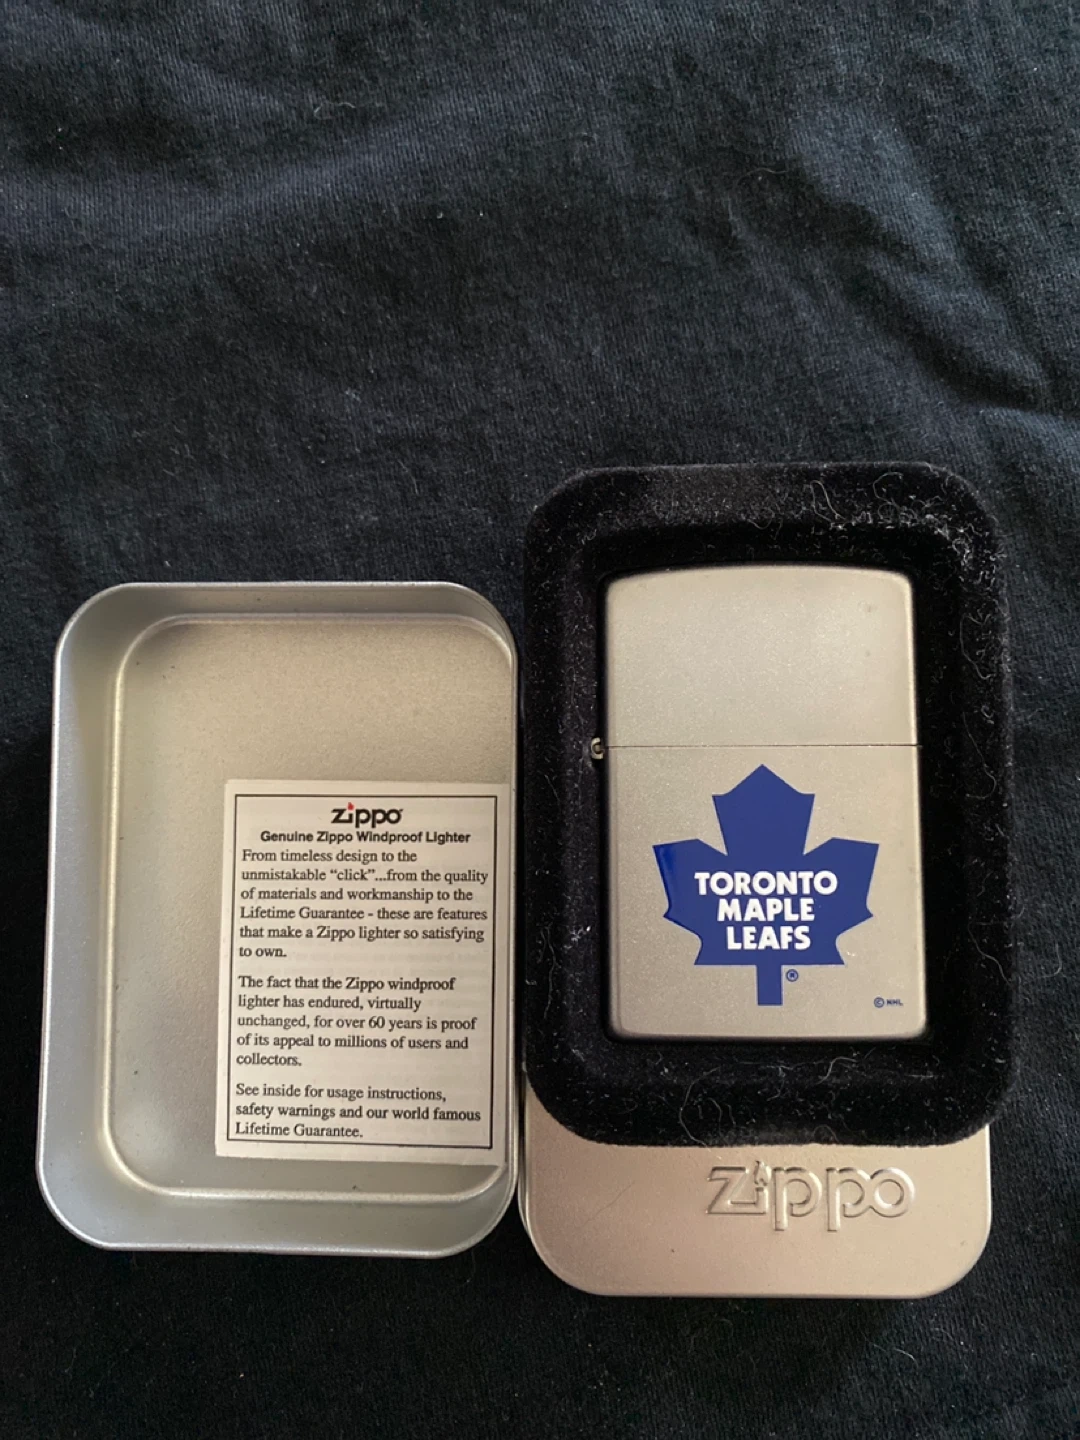 zippo
Genuine Zippo Windproof Lighter
From timeless design to the
unmistakable “click”...from the quality
of materials and workmanship to the
Lifetime Guarantee - these are features
that make a Zippo lighter so satisfying
to own.
The fact that the Zippo windproof
lighter has endured, virtually
unchanged, for over 60 years is proof
of its appeal to millions of users and
collectors.
See inside for usage instructions,
safety warnings and our world famous
Lifetime Guarantee.
TORONTO
MAPLE
LEAFS
®
© NHL
zippo